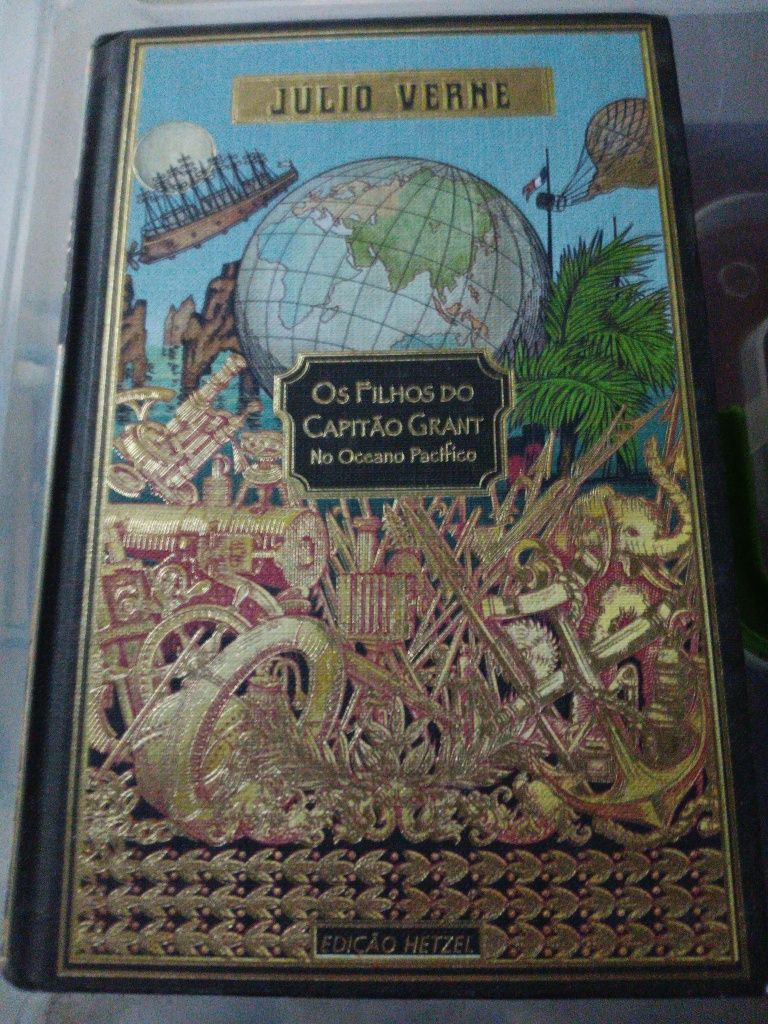 JULIO VERNE
OS FILHOS DO
CAPITÃO GRANT
NO OCEANO PACÍFICO
EDIÇÃO HETZEL